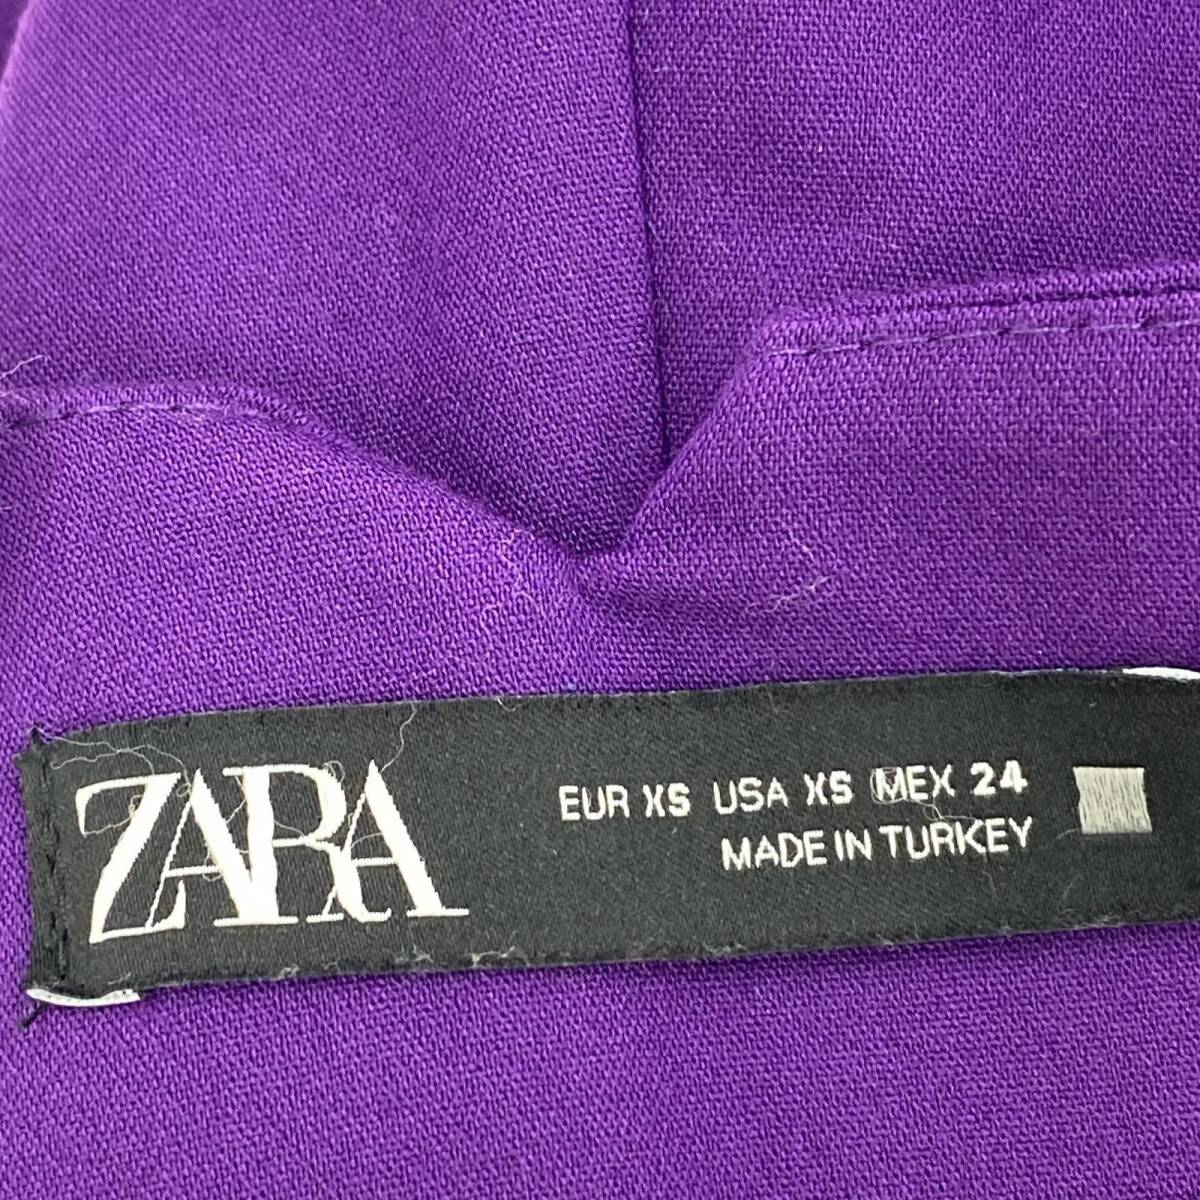 ZARA
EUR XS USA XS MEX 24
MADE IN TURKEY